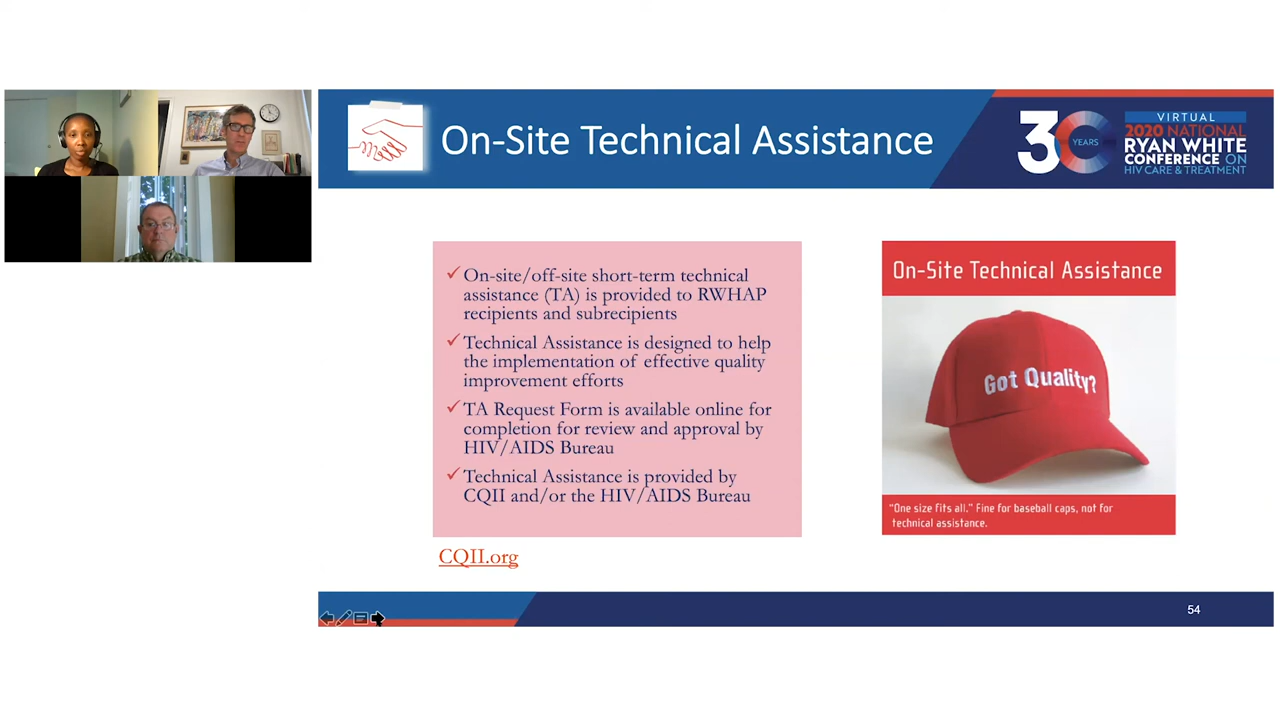 On-Site Technical Assistance
30
YEARS
VIRTUAL
2020 NATIONAL
RYAN WHITE
CONFERENCE ON
HIV CARE & TREATMENT
✓ On-site/off-site short-term technical
assistance (TA) is provided to RWHAP
recipients and subrecipients
✓ Technical Assistance is designed to help
the implementation of effective quality
improvement efforts
✓ TA Request Form is available online for
completion for review and approval by
HIV/AIDS Bureau
✓ Technical Assistance is provided by
CQII and/or the HIV/AIDS Bureau
CQII.org
On-Site Technical Assistance
Got Quality?
"One size fits all." Fine for baseball caps, not for
technical assistance.
54